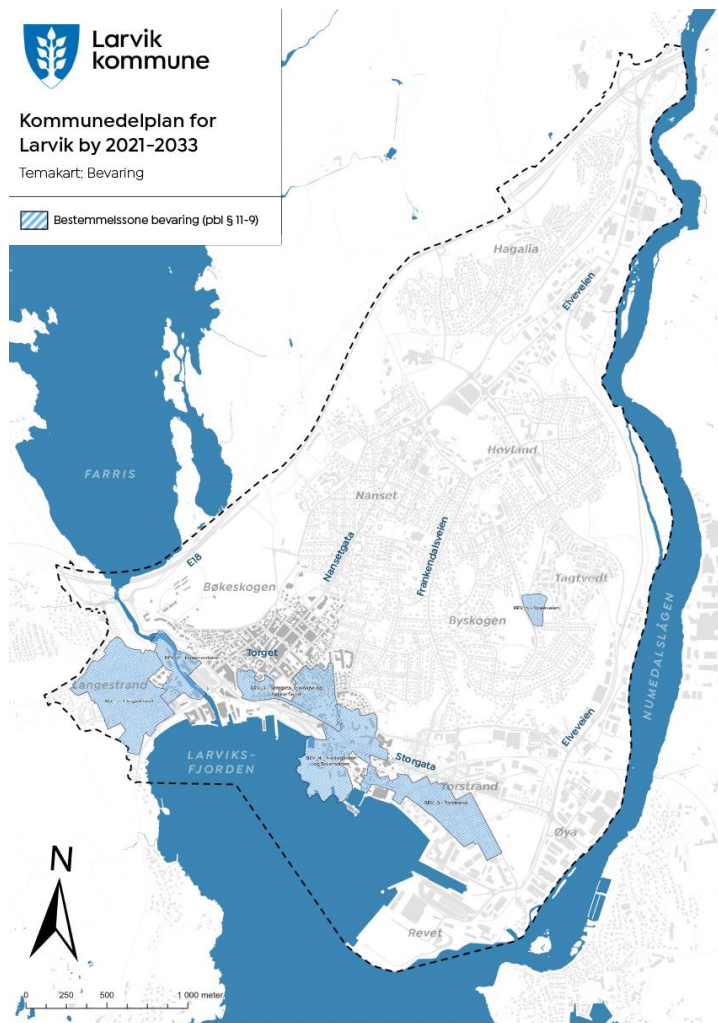 Larvik
kommune
Kommunedelplan for
Larvik by 2021-2033
Temakart: Bevaring
Bestemmelssone bevaring (pbl § 11-9)
Hagalia
Elveveien
Hovland
FARRIS
Nanset
Nansetgata
Frankendalsveien
E18
Bøkeskogen
Tagtvedt
Byskogen
NUMEDALSLÅGEN
Torget
Langestrand
LARVIKS-
FJORDEN
Storgata
Elveveien
Torstrand
BEV_5 - Torstrand
Øya
Revet
N
0 250 500 1 000 meter